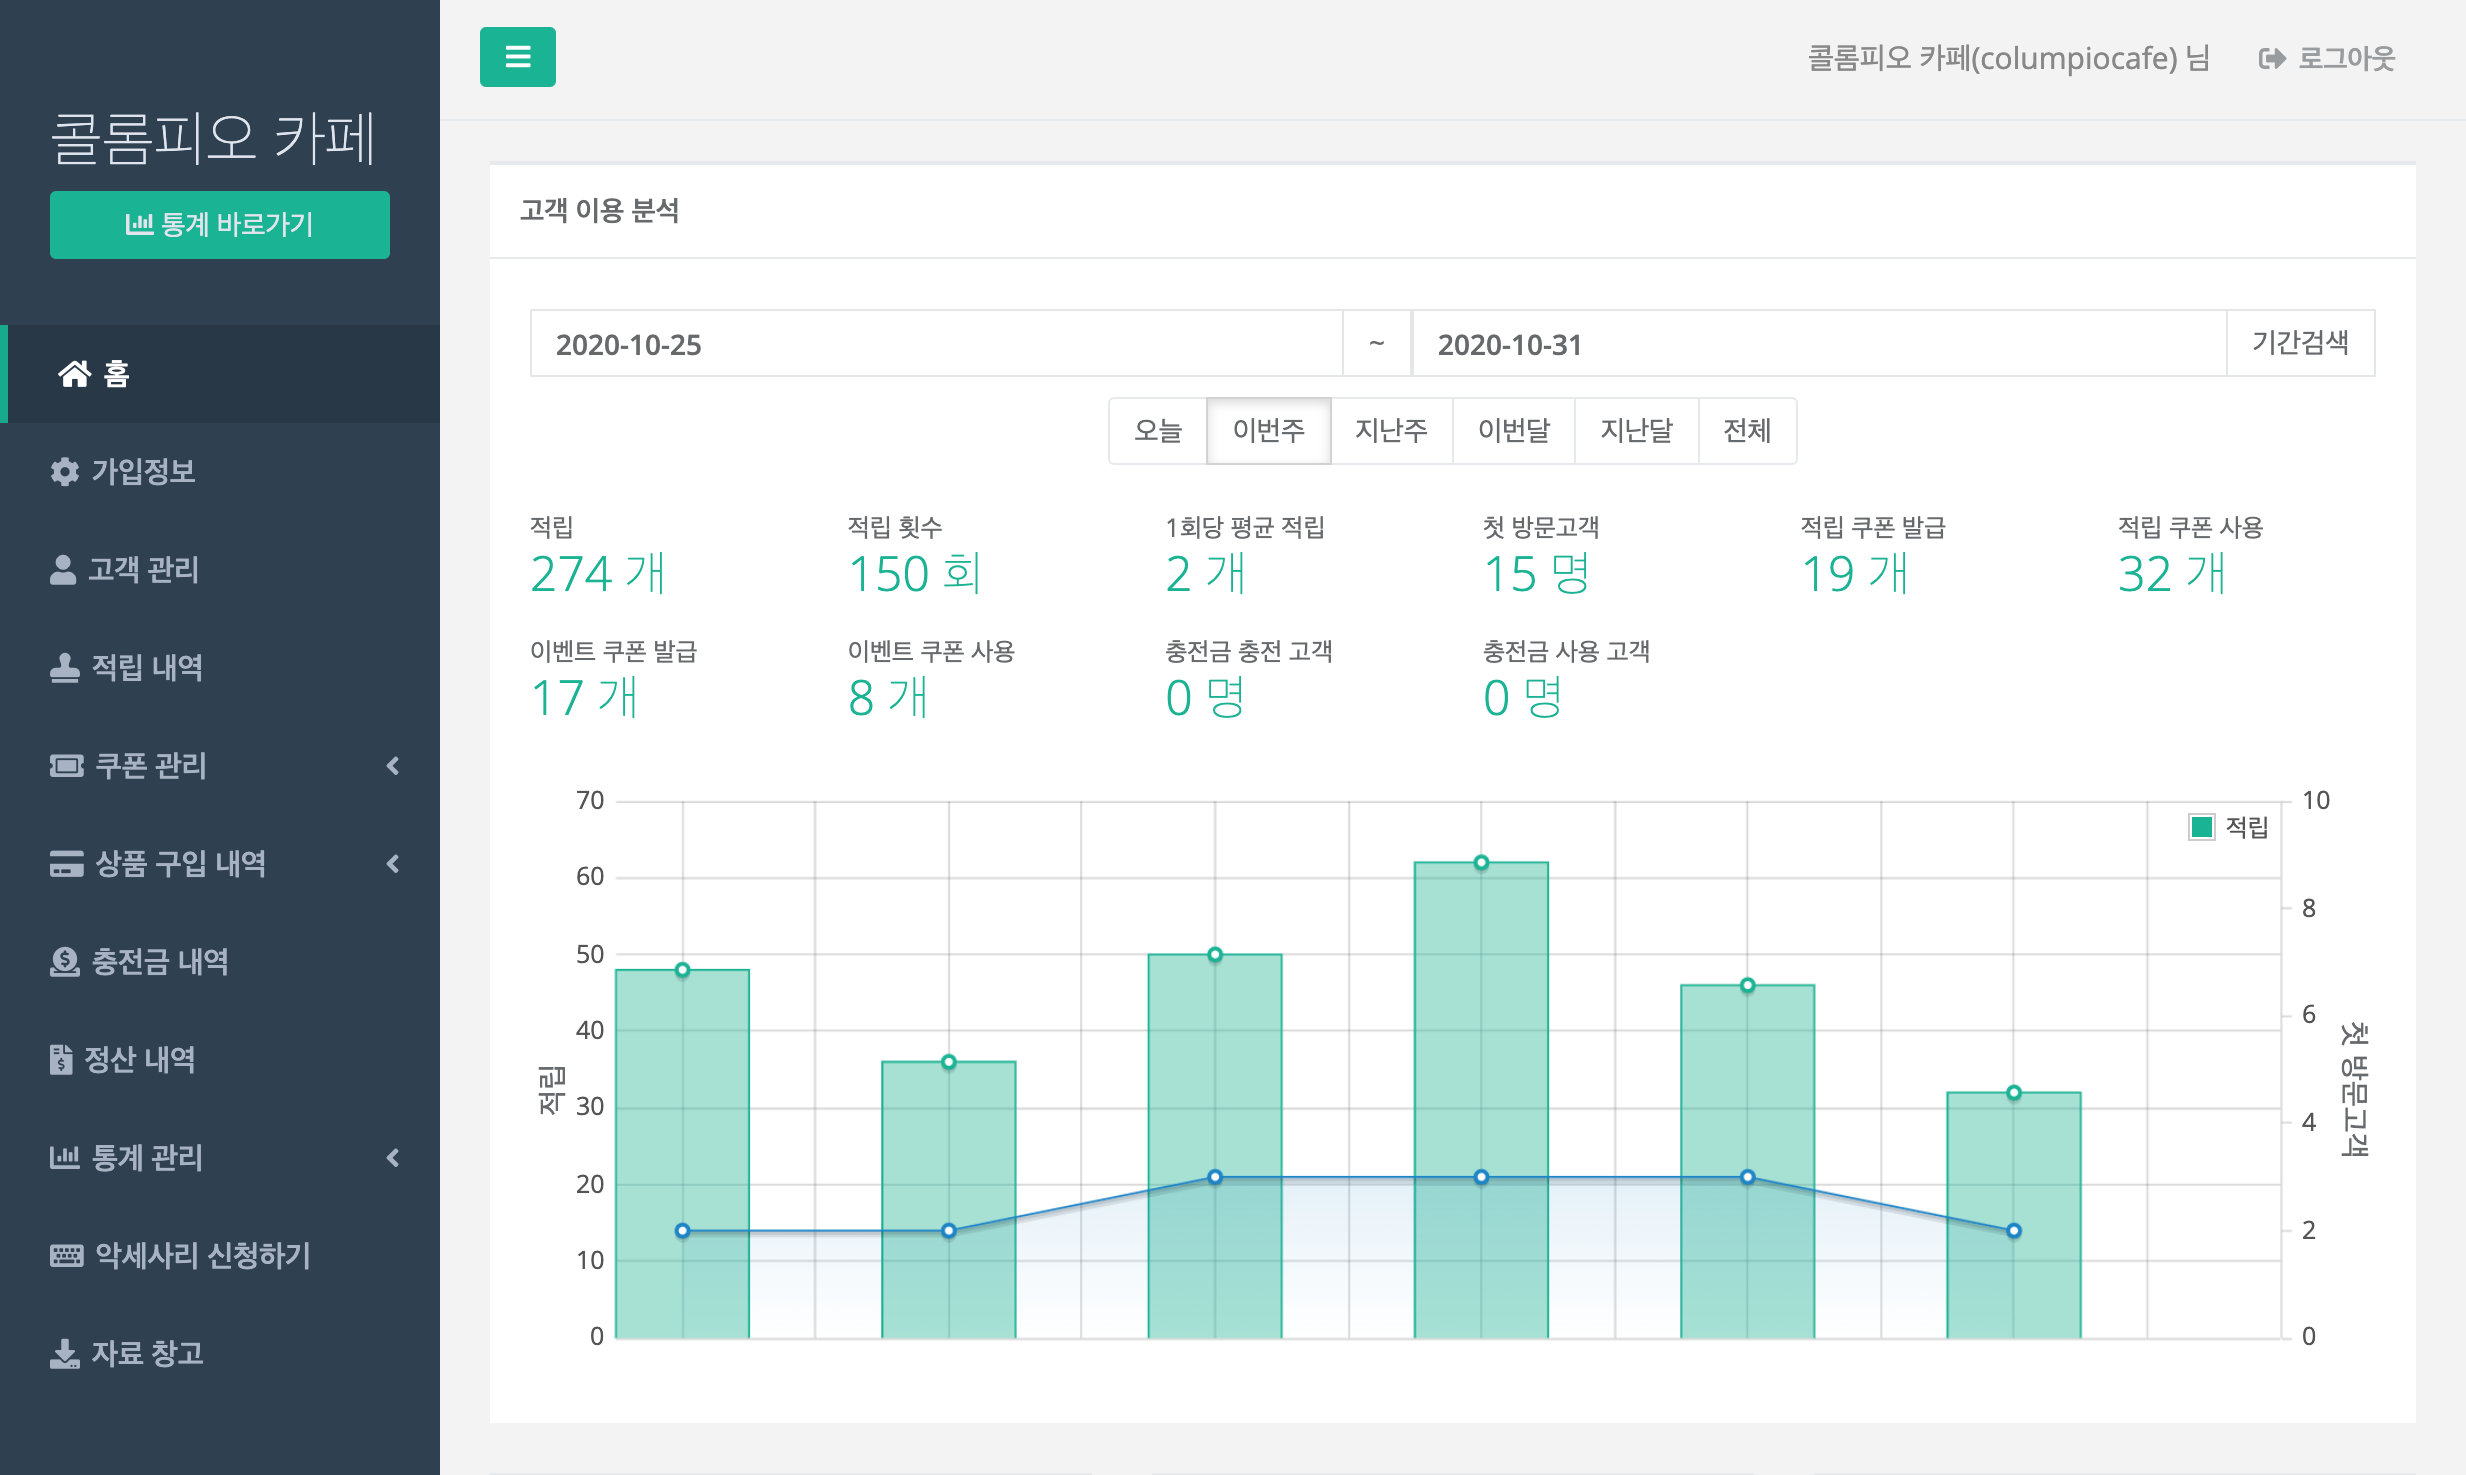 콜롬피오 카페
통계 바로가기
홈
가입정보
고객 관리
적립 내역
쿠폰 관리
상품 구입 내역
충전금 내역
정산 내역
통계 관리
악세사리 신청하기
자료 창고
콜롬피오 카페(columpiocafe) 님 로그아웃
고객 이용 분석
2020-10-25 ~ 2020-10-31 기간검색
오늘 이번주 지난주 이번달 지난달 전체
적립 적립 횟수 1회당 평균 적립 첫 방문고객 적립 쿠폰 발급 적립 쿠폰 사용
274 개 150 회 2 개 15 명 19 개 32 개
이벤트 쿠폰 발급 이벤트 쿠폰 사용 충전금 충전 고객 충전금 사용 고객
17 개 8 개 0 명 0 명
적립
70
60
50
40
30
20
10
0
적립
10
8
6
4
2
0
첫 방문고객